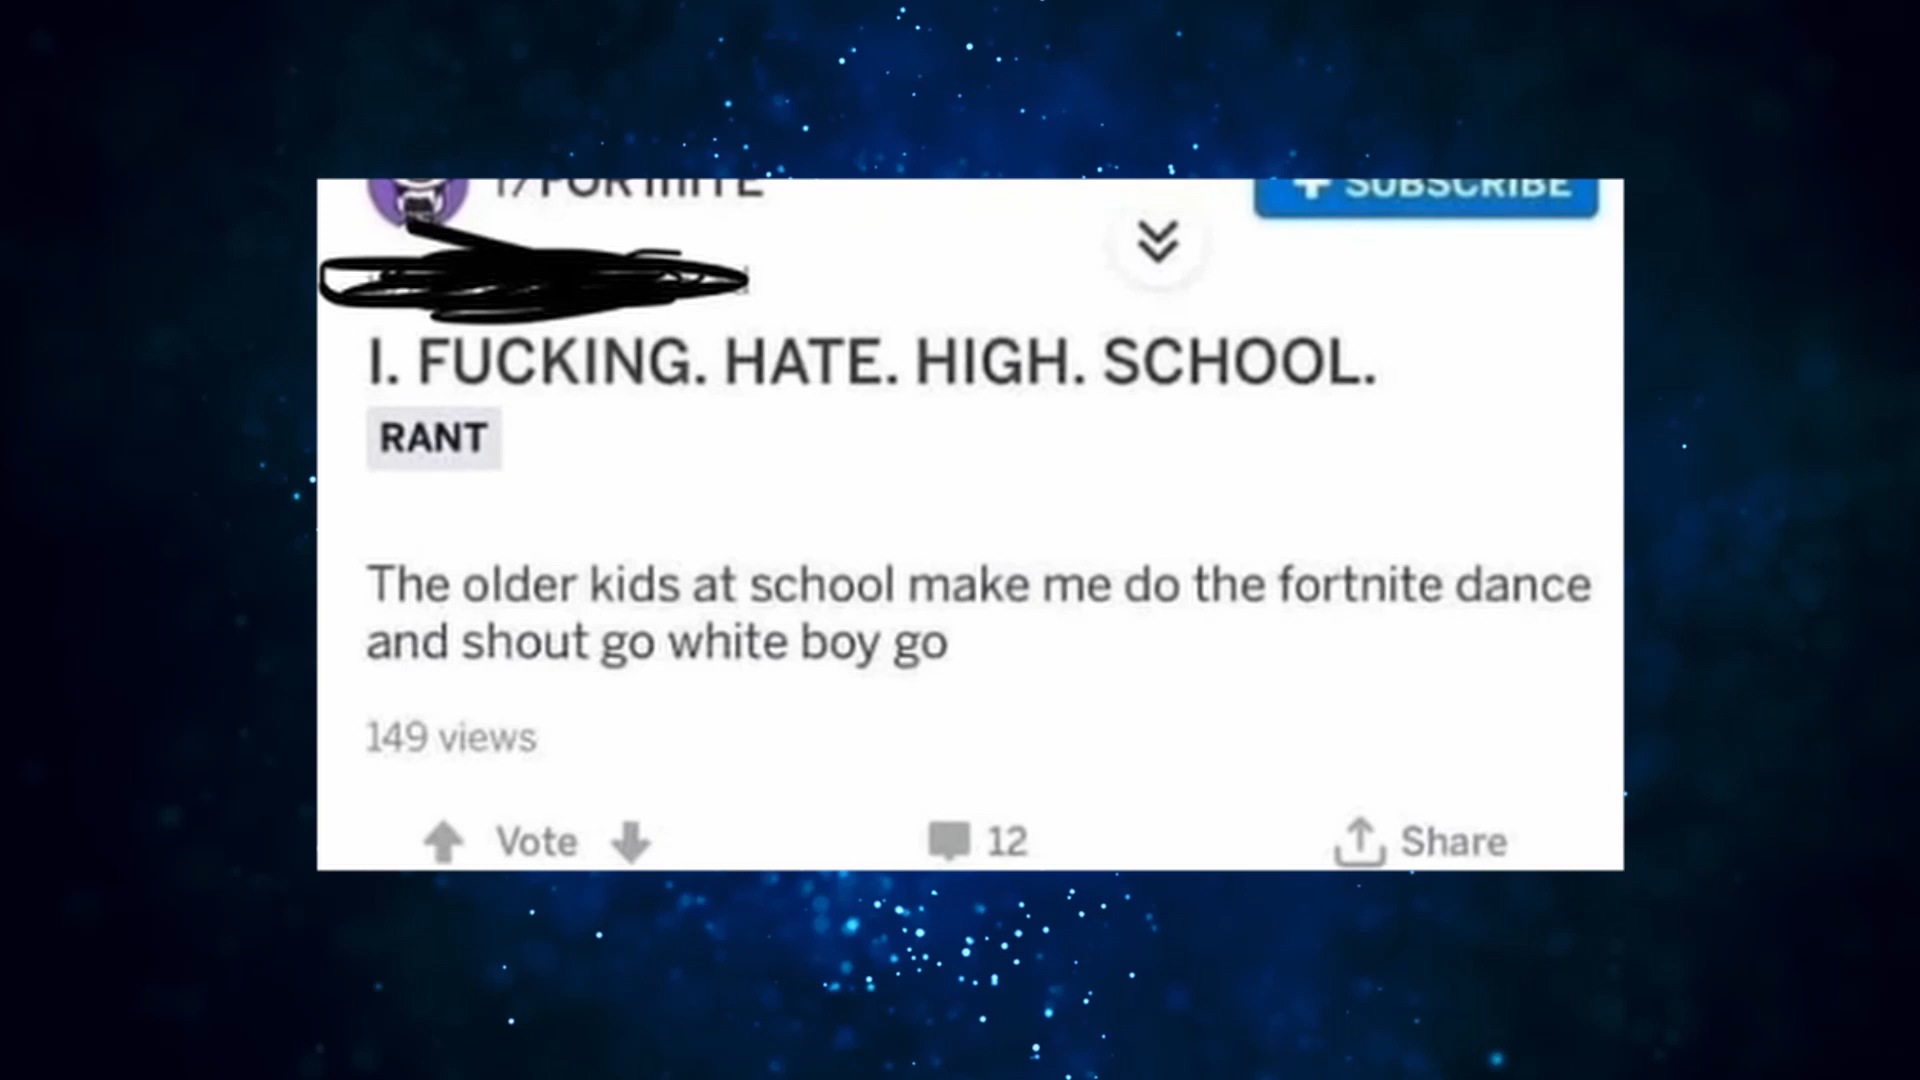 + SUBSCRIBE
I. FUCKING. HATE. HIGH. SCHOOL.
RANT
The older kids at school make me do the fortnite dance
and shout go white boy go
149 views
Vote
12
Share